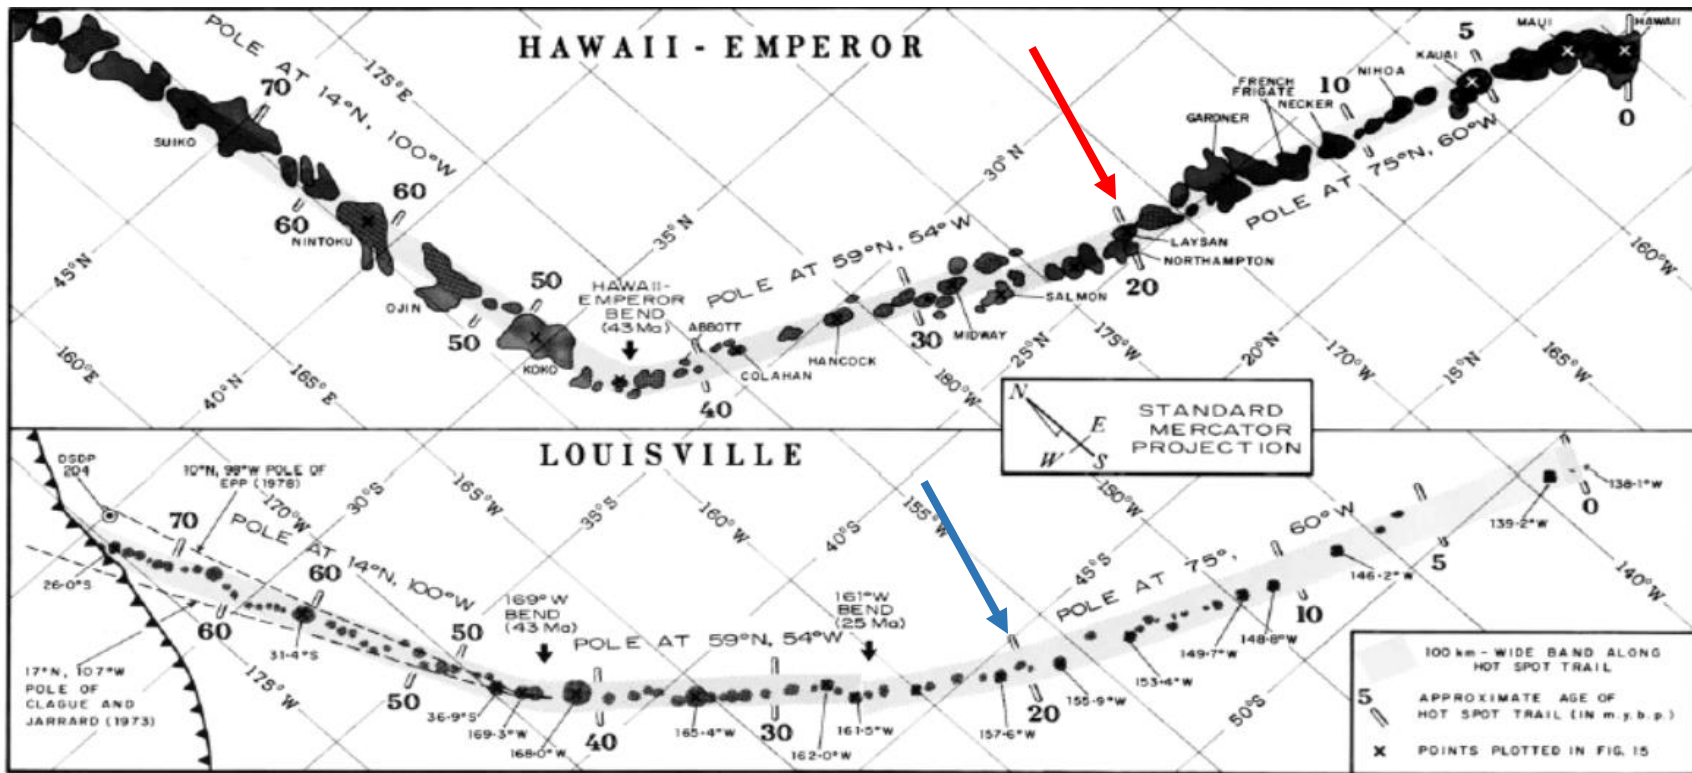 HAWAII - EMPEROR
POLE AT 14°N, 100°W
175°E
70
SUIKO
60
60
NINTOKU
45°N
OJIN
50
50
160°E
40°N
165°E
KOKO
HAWAII-
EMPEROR
BEND
(43 Ma)
35°N
POLE AT 59°N, 54°W
ABBOTT
COLAHAN
40
HANCOCK
30
MIDWAY
180°W
25°N
SALMON
175°W
30°N
20
NORTHAMPTON
LAYSAN
20°N
170°W
GARDNER
FRENCH
FRIGATE
NECKER
10
NIHOA
KAUAI
5
MAUI
HAWAII
0
POLE AT 75°N, 60°W
160°W
165°W
15°N
N
E
W
S
STANDARD
MERCATOR
PROJECTION
LOUISVILLE
DSDP
204
10°N, 98°W POLE OF
EPP (1978)
170°W
30°S
165°W
35°S
160°W
40°S
155°W
45°S
150°W
145°W
140°W
50°S
175°W
POLE AT 14°N, 100°W
70
60
60
26·0°S
31·4°S
17°N, 107°W
POLE OF
CLAGUE AND
JARRARD (1973)
50
50
36·9°S
169·3°W
168·0°W
169°W
BEND
(43 Ma)
POLE AT 59°N, 54°W
40
165·4°W
30
162·0°W
161·5°W
161°W
BEND
(25 Ma)
157·6°W
20
155·9°W
153·4°W
149·7°W
148·8°W
10
146·2°W
5
139·2°W
138·1°W
0
POLE AT 75°, 60°W
100 km - WIDE BAND ALONG
HOT SPOT TRAIL
5
APPROXIMATE AGE OF
HOT SPOT TRAIL (IN m.y.b.p.)
× POINTS PLOTTED IN FIG. 15